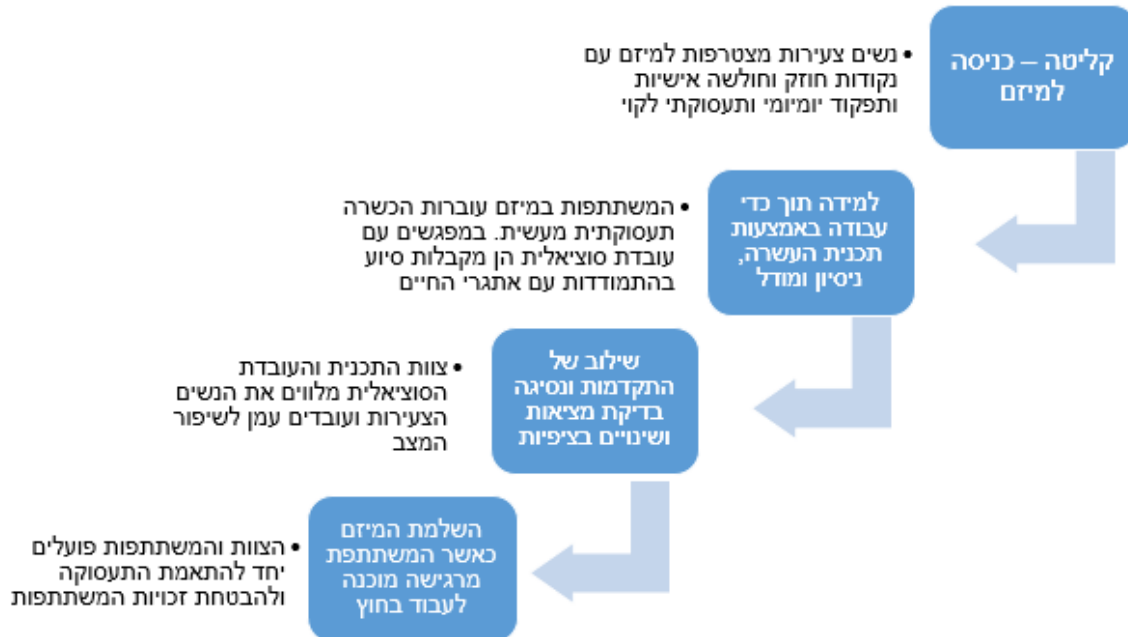 קליטה – כניסה
למיזם
• נשים צעירות מצטרפות למיזם עם
נקודות חוזק וחולשה אישיות
ותפקוד יומיומי ותעסוקתי לקוי
למידה תוך כדי
עבודה באמצעות
תכנית העשרה,
ניסיון ומודל
• המשתתפות במיזם עוברות הכשרה
תעסוקתית מעשית. במפגשים עם
עובדת סוציאלית הן מקבלות סיוע
בהתמודדות עם אתגרי החיים
שילוב של
התקדמות ונסיגה
בדיקת מציאות
ושינויים בציפיות
• צוות התכנית והעובדת
הסוציאלית מלווים את הנשים
הצעירות ועובדים עמן לשיפור
המצב
השלמת המיזם
כאשר המשתתפת
מרגישה מוכנה
לעבוד בחוץ
• הצוות והמשתתפות פועלים
יחד להתאמת התעסוקה
ולהבטחת זכויות המשתתפות